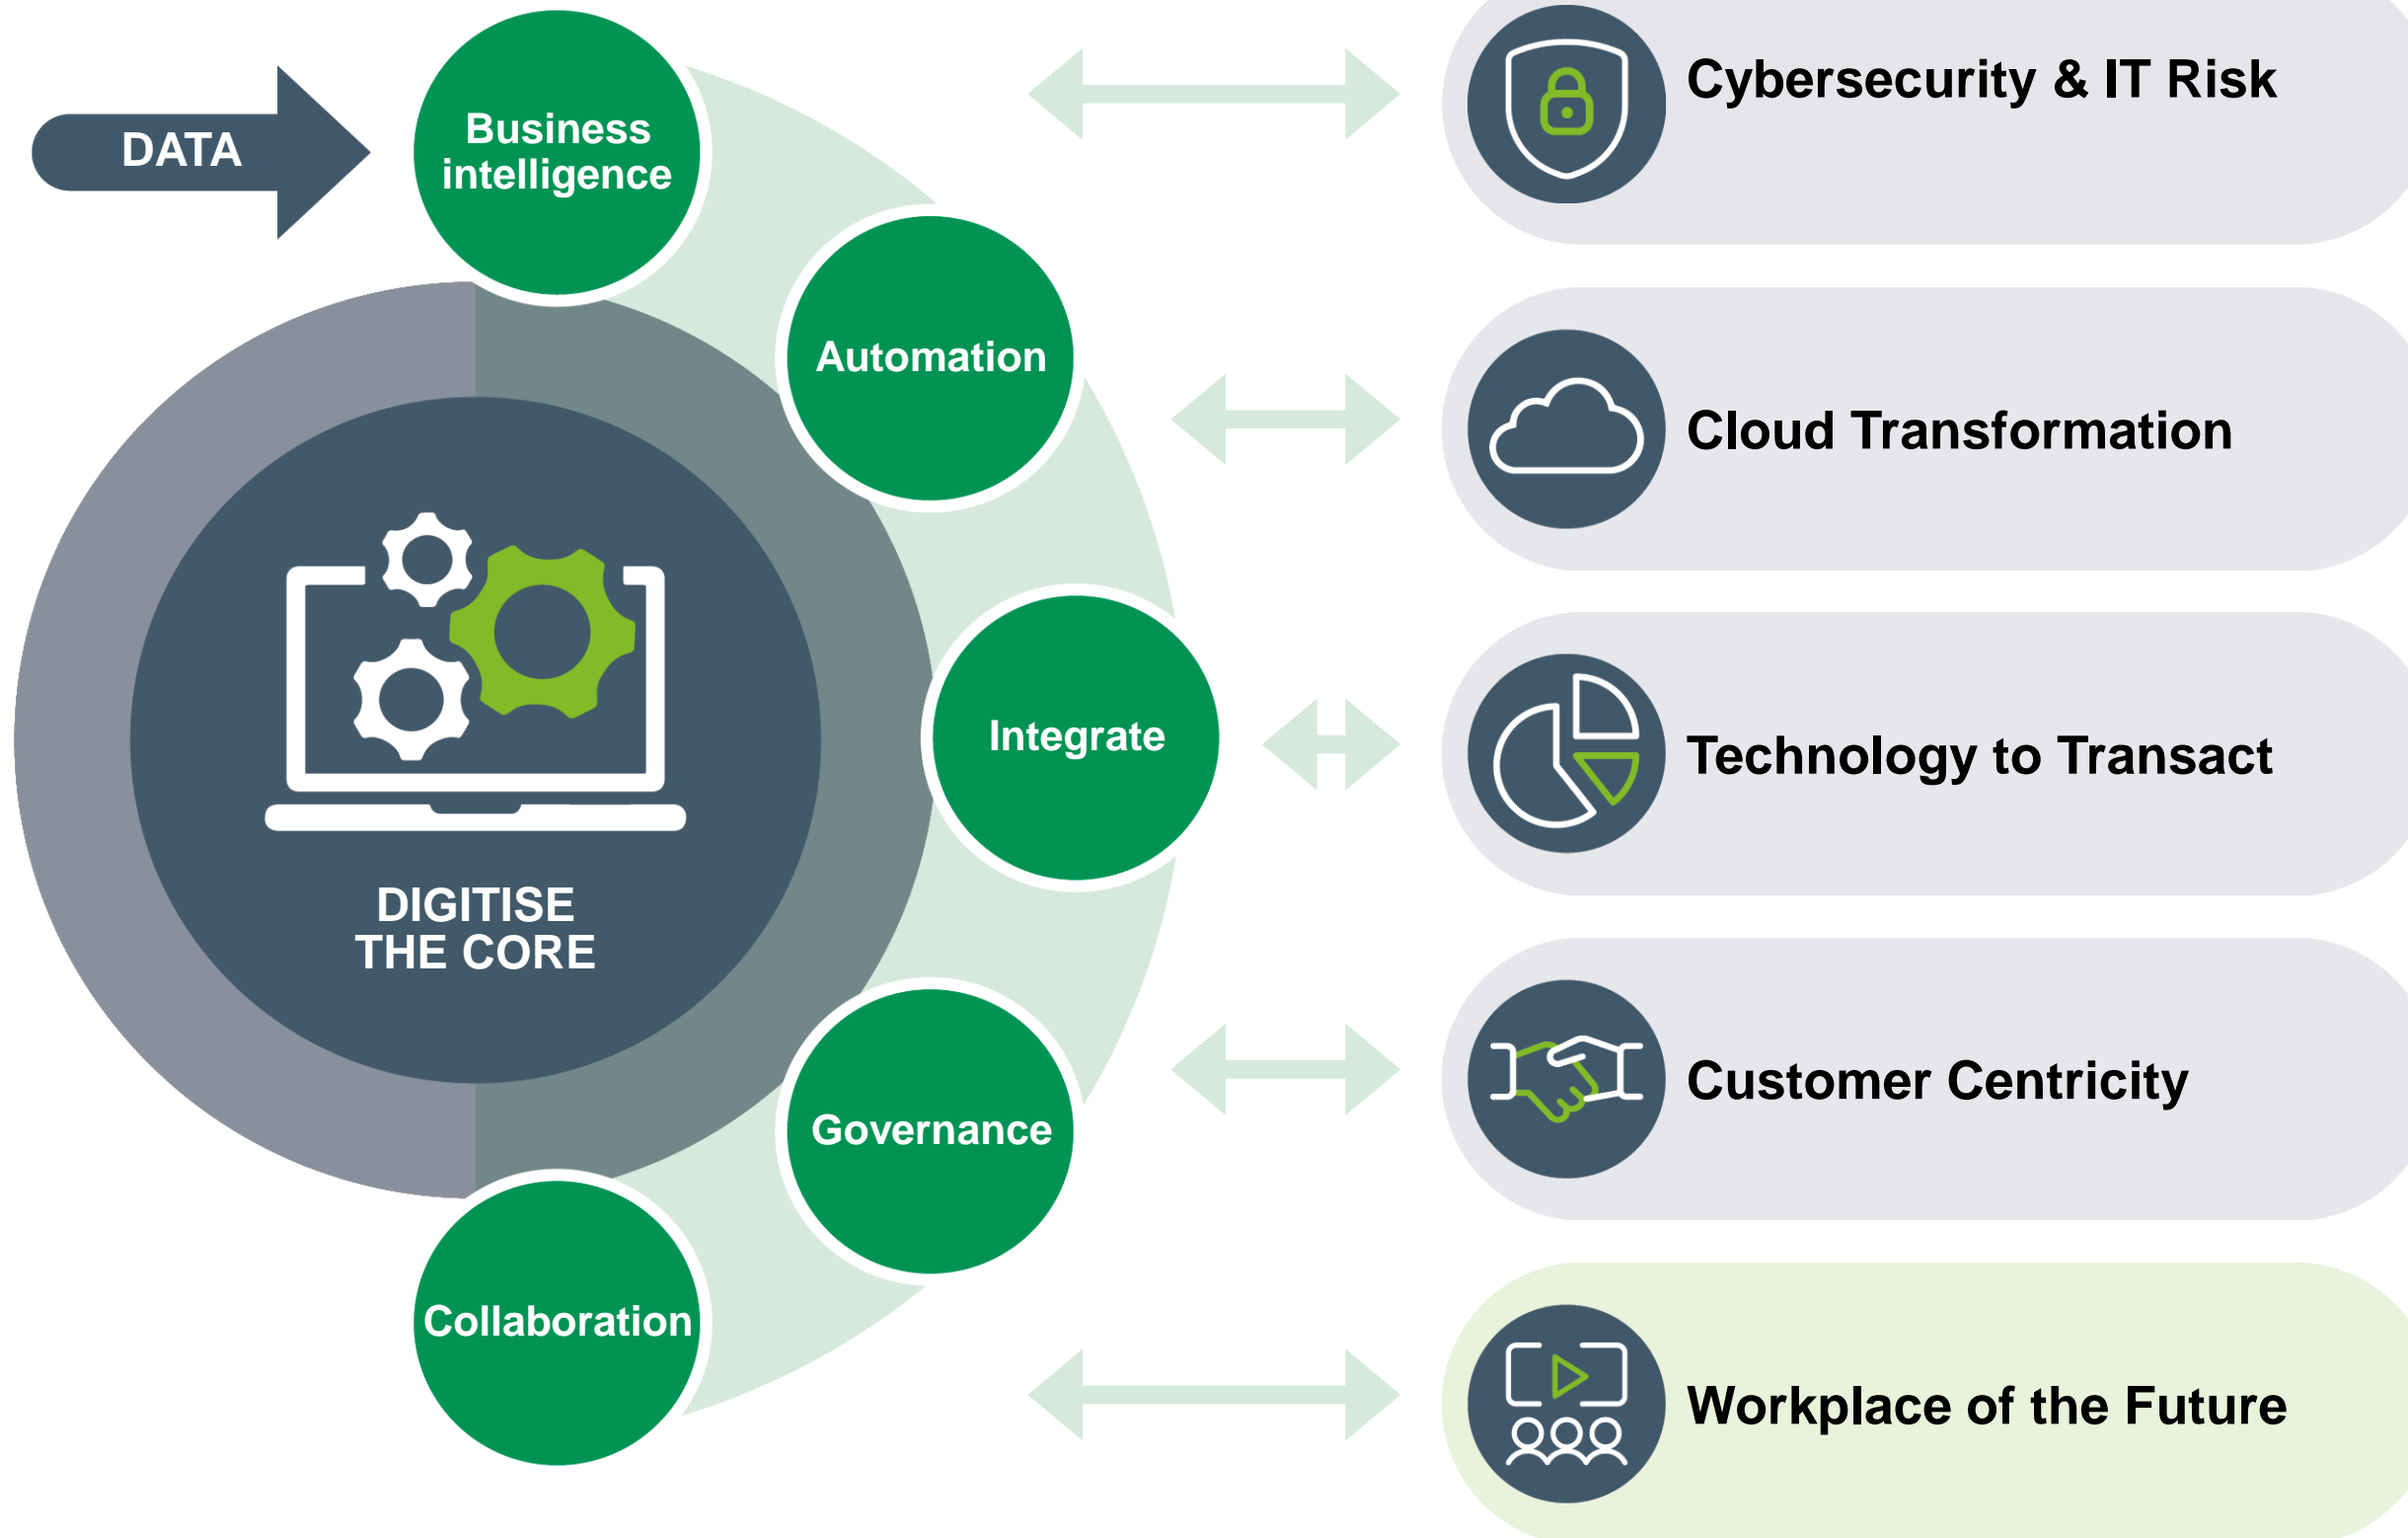 DATA
Business
intelligence
Automation
Integrate
Governance
Collaboration
DIGITISE
THE CORE
Cybersecurity & IT Risk
Cloud Transformation
Technology to Transact
Customer Centricity
Workplace of the Future